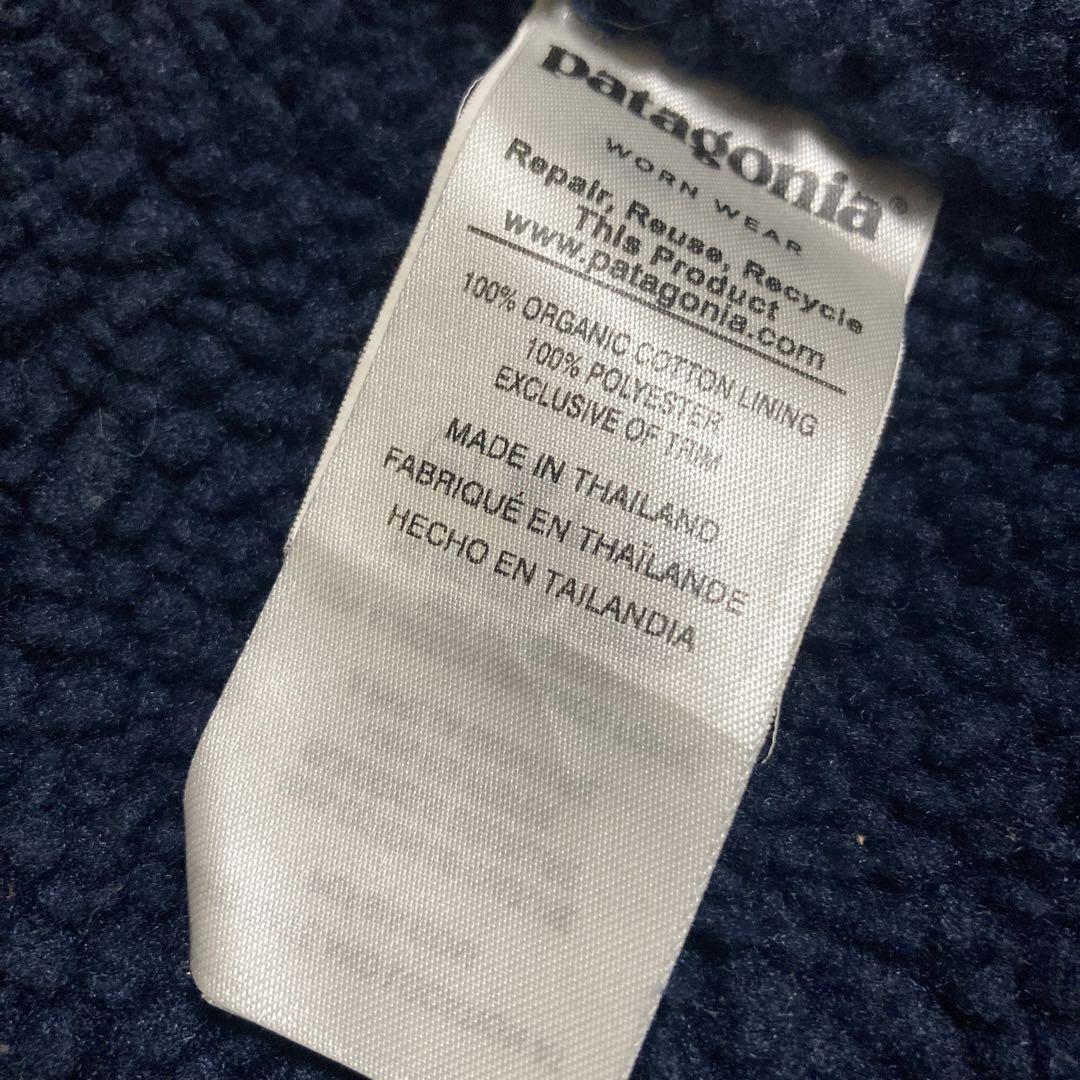 patagonia®
WORN WEAR
Repair, Reuse, Recycle
This Product
www.patagonia.com
100% ORGANIC COTTON LINING
100% POLYESTER
EXCLUSIVE OF TRIM
MADE IN THAILAND
FABRIQUÉ EN THAÏLANDE
HECHO EN TAILANDIA